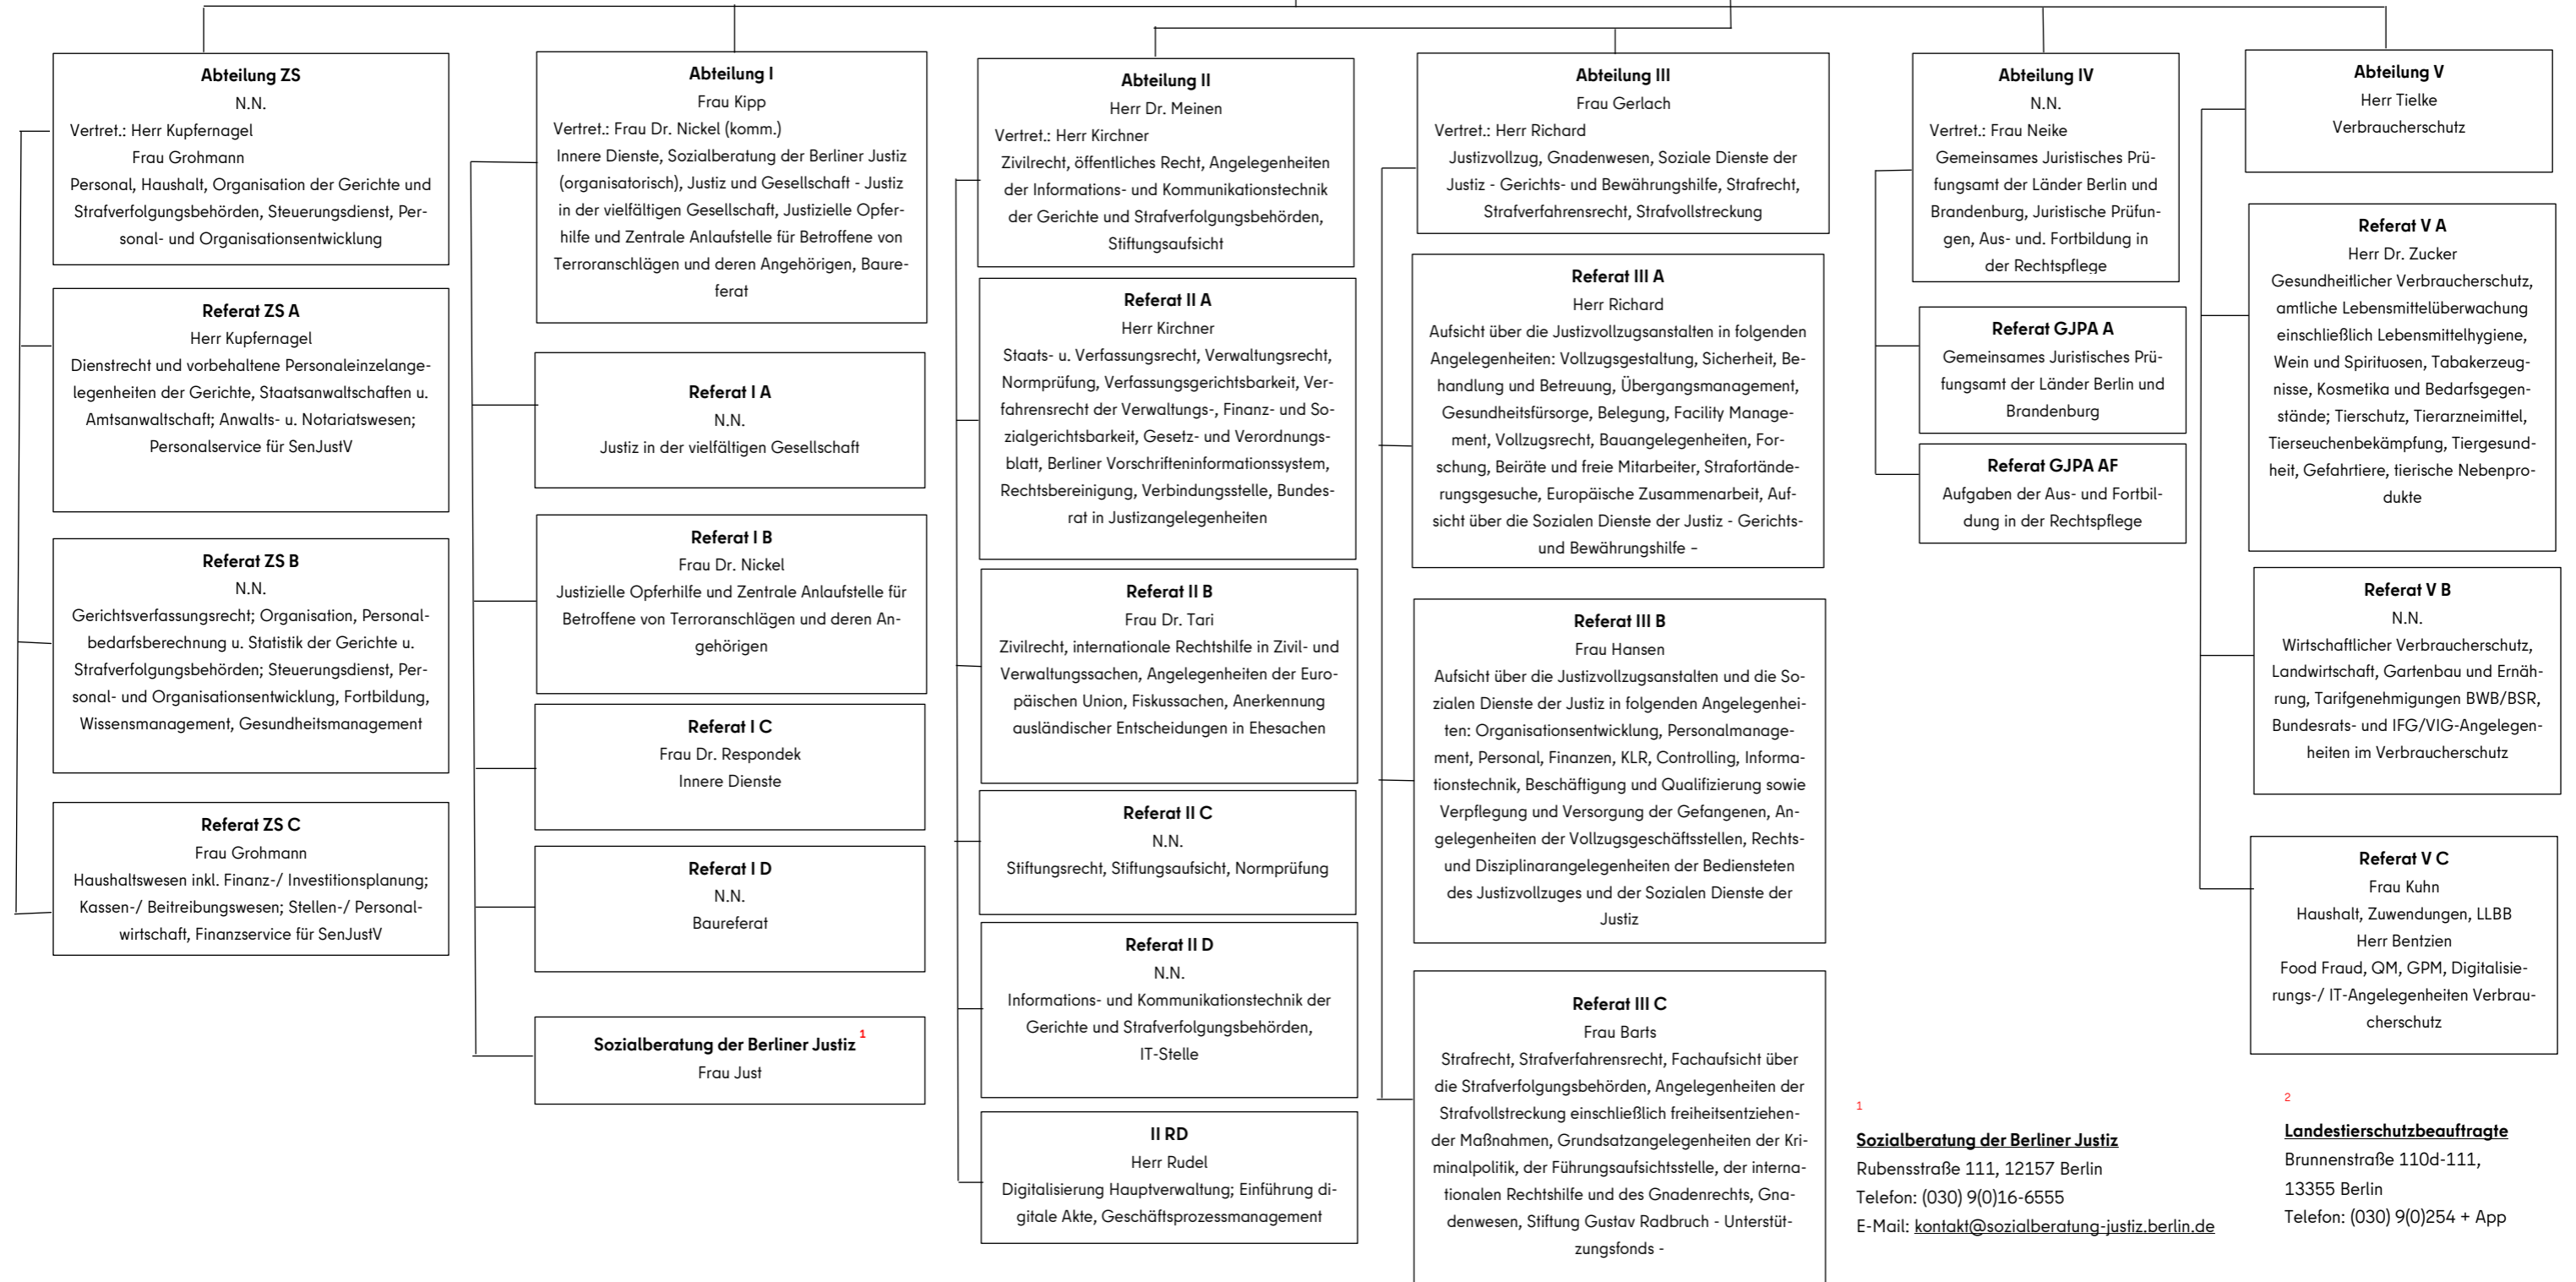 Abteilung ZS
N.N.
Vertret.: Herr Kupfernagel
Frau Grohmann
Personal, Haushalt, Organisation der Gerichte und
Strafverfolgungsbehörden, Steuerungsdienst, Per-
sonal- und Organisationsentwicklung
Referat ZS A
Herr Kupfernagel
Dienstrecht und vorbehaltene Personaleinzelange-
legenheiten der Gerichte, Staatsanwaltschaften u.
Amtsanwaltschaft; Anwalts- u. Notariatswesen;
Personalservice für SenJustV
Referat ZS B
N.N.
Gerichtsverfassungsrecht; Organisation, Personal-
bedarfsberechnung u. Statistik der Gerichte u.
Strafverfolgungsbehörden; Steuerungsdienst, Per-
sonal- und Organisationsentwicklung, Fortbildung,
Wissensmanagement, Gesundheitsmanagement
Referat ZS C
Frau Grohmann
Haushaltswesen inkl. Finanz-/ Investitionsplanung;
Kassen-/ Beitreibungswesen; Stellen-/ Personal-
wirtschaft, Finanzservice für SenJustV
Abteilung I
Frau Kipp
Vertret.: Frau Dr. Nickel (komm.)
Innere Dienste, Sozialberatung der Berliner Justiz
(organisatorisch), Justiz und Gesellschaft - Justiz
in der vielfältigen Gesellschaft, Justizielle Opfer-
hilfe und Zentrale Anlaufstelle für Betroffene von
Terroranschlägen und deren Angehörigen, Baure-
ferat
Referat I A
N.N.
Justiz in der vielfältigen Gesellschaft
Referat I B
Frau Dr. Nickel
Justizielle Opferhilfe und Zentrale Anlaufstelle für
Betroffene von Terroranschlägen und deren An-
gehörigen
Referat I C
Frau Dr. Respondek
Innere Dienste
Referat I D
N.N.
Baureferat
Sozialberatung der Berliner Justiz 1
Frau Just
Abteilung II
Herr Dr. Meinen
Vertret.: Herr Kirchner
Zivilrecht, öffentliches Recht, Angelegenheiten
der Informations- und Kommunikationstechnik
der Gerichte und Strafverfolgungsbehörden,
Stiftungsaufsicht
Referat II A
Herr Kirchner
Staats- u. Verfassungsrecht, Verwaltungsrecht,
Normprüfung, Verfassungsgerichtsbarkeit, Ver-
fahrensrecht der Verwaltungs-, Finanz- und So-
zialgerichtsbarkeit, Gesetz- und Verordnungs-
blatt, Berliner Vorschrifteninformationssystem,
Rechtsbereinigung, Verbindungsstelle, Bundes-
rat in Justizangelegenheiten
Referat II B
Frau Dr. Tari
Zivilrecht, internationale Rechtshilfe in Zivil- und
Verwaltungssachen, Angelegenheiten der Euro-
päischen Union, Fiskussachen, Anerkennung
ausländischer Entscheidungen in Ehesachen
Referat II C
N.N.
Stiftungsrecht, Stiftungsaufsicht, Normprüfung
Referat II D
N.N.
Informations- und Kommunikationstechnik der
Gerichte und Strafverfolgungsbehörden,
IT-Stelle
II RD
Herr Rudel
Digitalisierung Hauptverwaltung; Einführung di-
gitale Akte, Geschäftsprozessmanagement
Abteilung III
Frau Gerlach
Vertret.: Herr Richard
Justizvollzug, Gnadenwesen, Soziale Dienste der
Justiz - Gerichts- und Bewährungshilfe, Strafrecht,
Strafverfahrensrecht, Strafvollstreckung
Referat III A
Herr Richard
Aufsicht über die Justizvollzugsanstalten in folgenden
Angelegenheiten: Vollzugsgestaltung, Sicherheit, Be-
handlung und Betreuung, Übergangsmanagement,
Gesundheitsfürsorge, Belegung, Facility Manage-
ment, Vollzugsrecht, Bauangelegenheiten, For-
schung, Beiräte und freie Mitarbeiter, Strafortände-
rungsgesuche, Europäische Zusammenarbeit, Auf-
sicht über die Sozialen Dienste der Justiz - Gerichts-
und Bewährungshilfe -
Referat III B
Frau Hansen
Aufsicht über die Justizvollzugsanstalten und die So-
zialen Dienste der Justiz in folgenden Angelegenhei-
ten: Organisationsentwicklung, Personalmanage-
ment, Personal, Finanzen, KLR, Controlling, Informa-
tionstechnik, Beschäftigung und Qualifizierung sowie
Verpflegung und Versorgung der Gefangenen, An-
gelegenheiten der Vollzugsgeschäftsstellen, Rechts-
und Disziplinarangelegenheiten der Bediensteten
des Justizvollzuges und der Sozialen Dienste der
Justiz
Referat III C
Frau Barts
Strafrecht, Strafverfahrensrecht, Fachaufsicht über
die Strafverfolgungsbehörden, Angelegenheiten der
Strafvollstreckung einschließlich freiheitsentziehen-
der Maßnahmen, Grundsatzangelegenheiten der Kri-
minalpolitik, der Führungsaufsichtsstelle, der interna-
tionalen Rechtshilfe und des Gnadenrechts, Gna-
denwesen, Stiftung Gustav Radbruch - Unterstüt-
zungsfonds -
Abteilung IV
N.N.
Vertret.: Frau Neike
Gemeinsames Juristisches Prü-
fungsamt der Länder Berlin und
Brandenburg, Juristische Prüfun-
gen, Aus- und. Fortbildung in
der Rechtspflege
Referat GJPA A
Gemeinsames Juristisches Prü-
fungsamt der Länder Berlin und
Brandenburg
Referat GJPA AF
Aufgaben der Aus- und Fortbil-
dung in der Rechtspflege
Abteilung V
Herr Tielke
Verbraucherschutz
Referat V A
Herr Dr. Zucker
Gesundheitlicher Verbraucherschutz,
amtliche Lebensmittelüberwachung
einschließlich Lebensmittelhygiene,
Wein und Spirituosen, Tabakerzeug-
nisse, Kosmetika und Bedarfsgegen-
stände; Tierschutz, Tierarzneimittel,
Tierseuchenbekämpfung, Tiergesund-
heit, Gefahrtiere, tierische Nebenpro-
dukte
Referat V B
N.N.
Wirtschaftlicher Verbraucherschutz,
Landwirtschaft, Gartenbau und Ernäh-
rung, Tarifgenehmigungen BWB/BSR,
Bundesrats- und IFG/VIG-Angelegen-
heiten im Verbraucherschutz
Referat V C
Frau Kuhn
Haushalt, Zuwendungen, LLBB
Herr Bentzien
Food Fraud, QM, GPM, Digitalisie-
rungs-/ IT-Angelegenheiten Verbrau-
cherschutz
1
Sozialberatung der Berliner Justiz
Rubensstraße 111, 12157 Berlin
Telefon: (030) 9(0)16-6555
E-Mail: kontakt@sozialberatung-justiz.berlin.de
2
Landestierschutzbeauftragte
Brunnenstraße 110d-111,
13355 Berlin
Telefon: (030) 9(0)254 + App